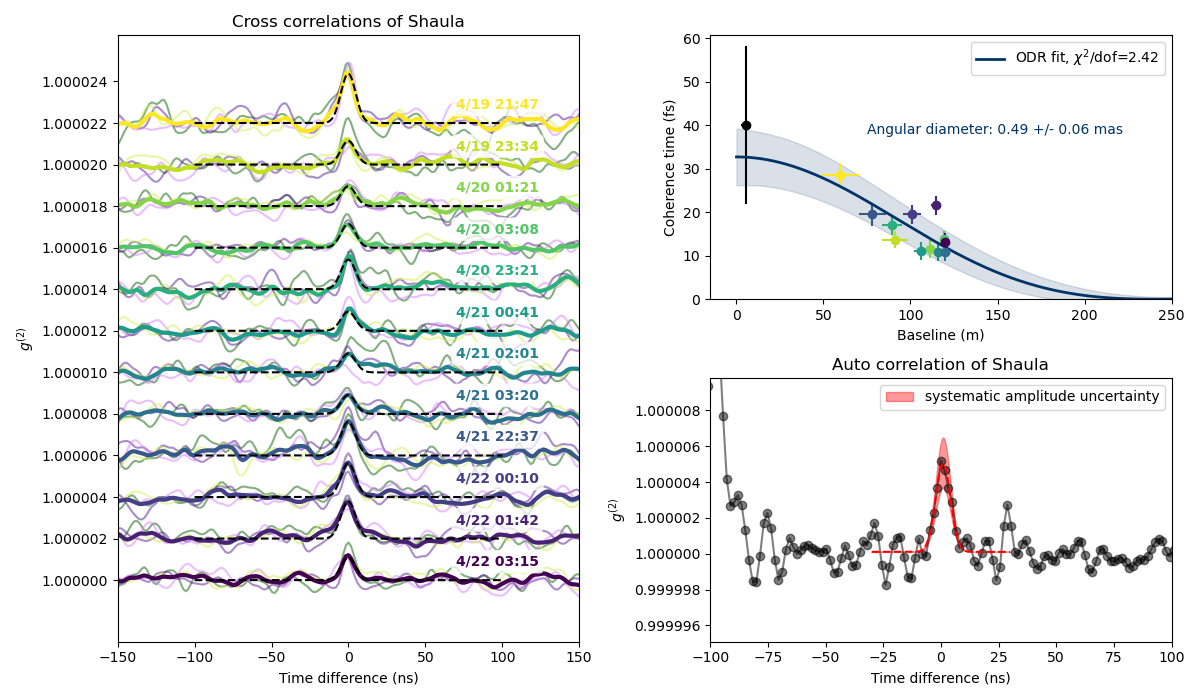 Cross correlations of Shaula
g(2)
1.000024
1.000022
1.000020
1.000018
1.000016
1.000014
1.000012
1.000010
1.000008
1.000006
1.000004
1.000002
1.000000
4/19 21:47
4/19 23:34
4/20 01:21
4/20 03:08
4/20 23:21
4/21 00:41
4/21 02:01
4/21 03:20
4/21 22:37
4/22 00:10
4/22 01:42
4/22 03:15
−150 −100 −50 0 50 100 150
Time difference (ns)
Coherence time (fs)
60
50
40
30
20
10
0
ODR fit, χ²/dof=2.42
Angular diameter: 0.49 +/- 0.06 mas
0 50 100 150 200 250
Baseline (m)
Auto correlation of Shaula
g(2)
1.000008
1.000006
1.000004
1.000002
1.000000
0.999998
0.999996
systematic amplitude uncertainty
−100 −75 −50 −25 0 25 50 75 100
Time difference (ns)